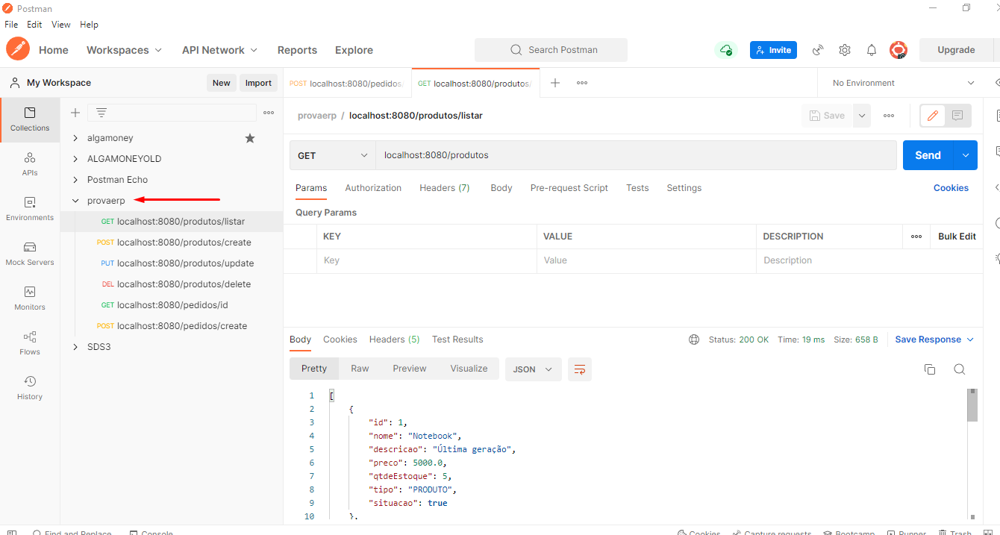 Postman
File Edit View Help
Home Workspaces API Network Reports Explore Search Postman Invite Upgrade
My Workspace New Import POST localhost:8080/pedidos GET localhost:8080/produtos/ No Environment
provaerp / localhost:8080/produtos/listar Save
Collections
APIs
Environments
Mock Servers
Monitors
Flows
History
algamoney
ALGAMONEYOLD
Postman Echo
provaerp
GET localhost:8080/produtos/listar
POST localhost:8080/produtos/create
PUT localhost:8080/produtos/update
DEL localhost:8080/produtos/delete
GET localhost:8080/pedidos/id
POST localhost:8080/pedidos/create
SDS3
GET localhost:8080/produtos Send
Params Authorization Headers (7) Body Pre-request Script Tests Settings Cookies
Query Params
KEY VALUE DESCRIPTION Bulk Edit
Key Value Description
Body Cookies Headers (5) Test Results Status: 200 OK Time: 19 ms Size: 658 B Save Response
Pretty Raw Preview Visualize JSON
1 [
2 {
3 "id": 1,
4 "nome": "Notebook",
5 "descricao": "Última geração",
6 "preco": 5000.0,
7 "qtdeEstoque": 5,
8 "tipo": "PRODUTO",
9 "situacao": true
10 },
Find and Replace Console Cookies Capture requests Bootcamp Runner Trash